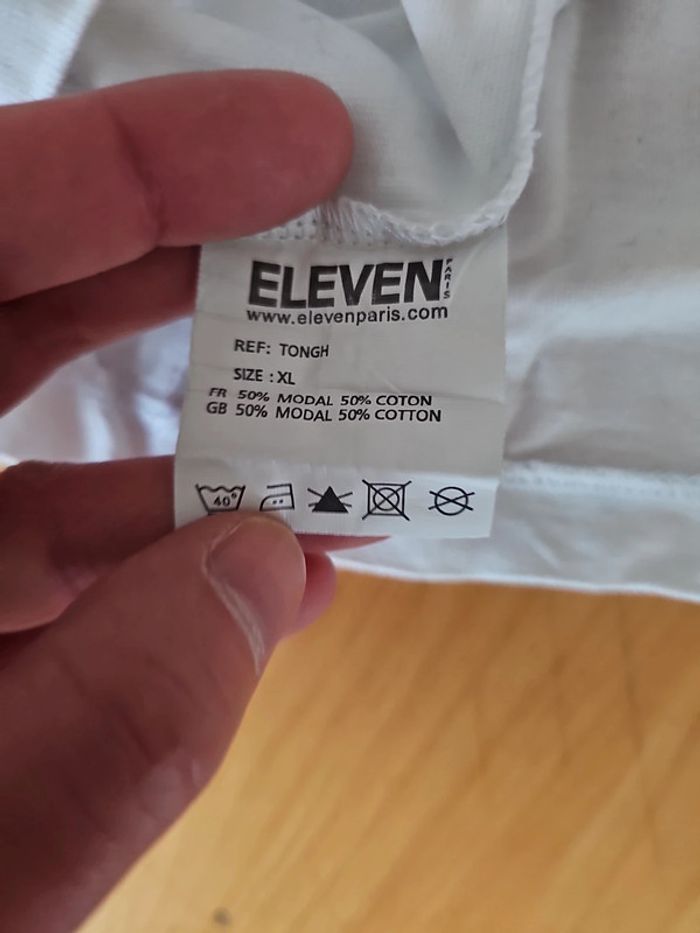 ELEVEN PARIS
www.elevenparis.com
REF: TONGH
SIZE : XL
FR 50% MODAL 50% COTON
GB 50% MODAL 50% COTTON
40°